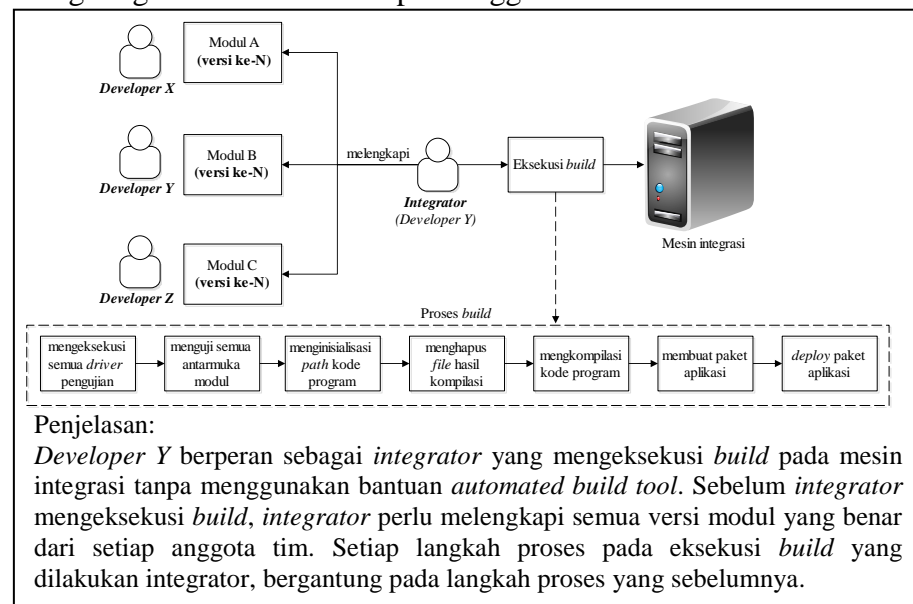 Modul A
(versi ke-N)
Developer X
Modul B
(versi ke-N)
Developer Y
Modul C
(versi ke-N)
Developer Z
melengkapi
Integrator
(Developer Y)
Eksekusi build
Mesin integrasi
Proses build
mengeksekusi
semua driver
pengujian
menguji semua
antarmuka
modul
menginisialisasi
path kode
program
menghapus
file hasil
kompilasi
mengkompilasi
kode program
membuat paket
aplikasi
deploy paket
aplikasi
Penjelasan:
Developer Y berperan sebagai integrator yang mengeksekusi build pada mesin
integrasi tanpa menggunakan bantuan automated build tool. Sebelum integrator
mengeksekusi build, integrator perlu melengkapi semua versi modul yang benar
dari setiap anggota tim. Setiap langkah proses pada eksekusi build yang
dilakukan integrator, bergantung pada langkah proses yang sebelumnya.